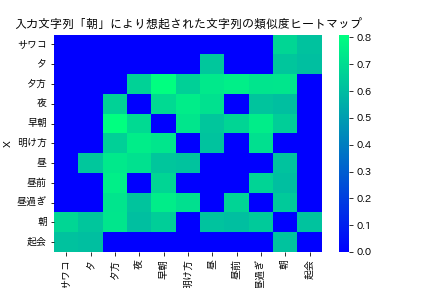 入力文字列「朝」により想起された文字列の類似度ヒートマップ
サワコ
夕
夕方
夜
早朝
明け方
昼
昼前
昼過ぎ
朝
起会
X
サワコ
夕
夕方
夜
早朝
明け方
昼
昼前
昼過ぎ
朝
起会
0.8
0.7
0.6
0.5
0.4
0.3
0.2
0.1
0.0